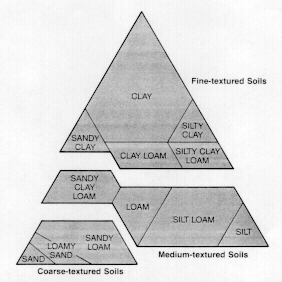 Fine-textured Soils
CLAY
SILTY
CLAY
SANDY
CLAY
CLAY LOAM
SILTY CLAY
LOAM
SANDY
CLAY
LOAM
LOAM
SILT LOAM
SILT
Medium-textured Soils
SANDY
LOAM
LOAMY
SAND
SAND
Coarse-textured Soils